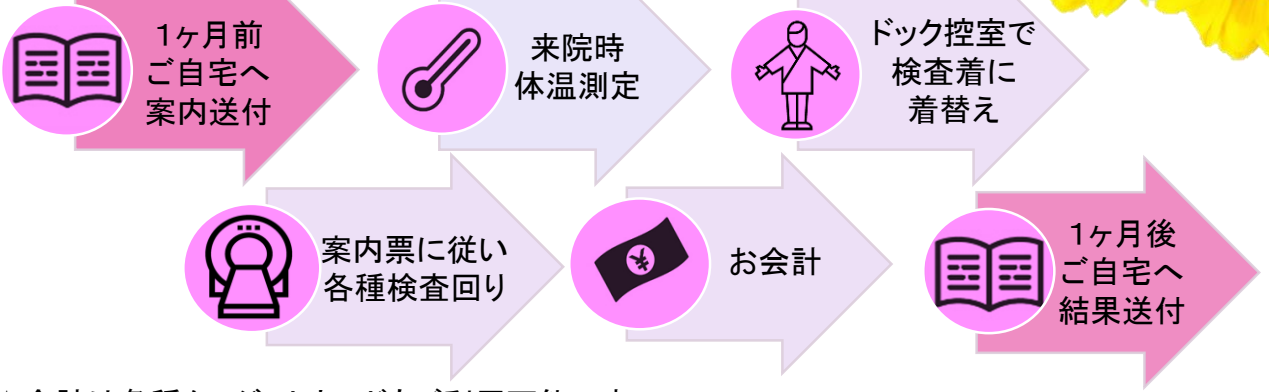 1ヶ月前
ご自宅へ
案内送付
来院時
体温測定
ドック控室で
検査着に
着替え
案内票に従い
各種検査回り
¥
お会計
1ヶ月後
ご自宅へ
結果送付